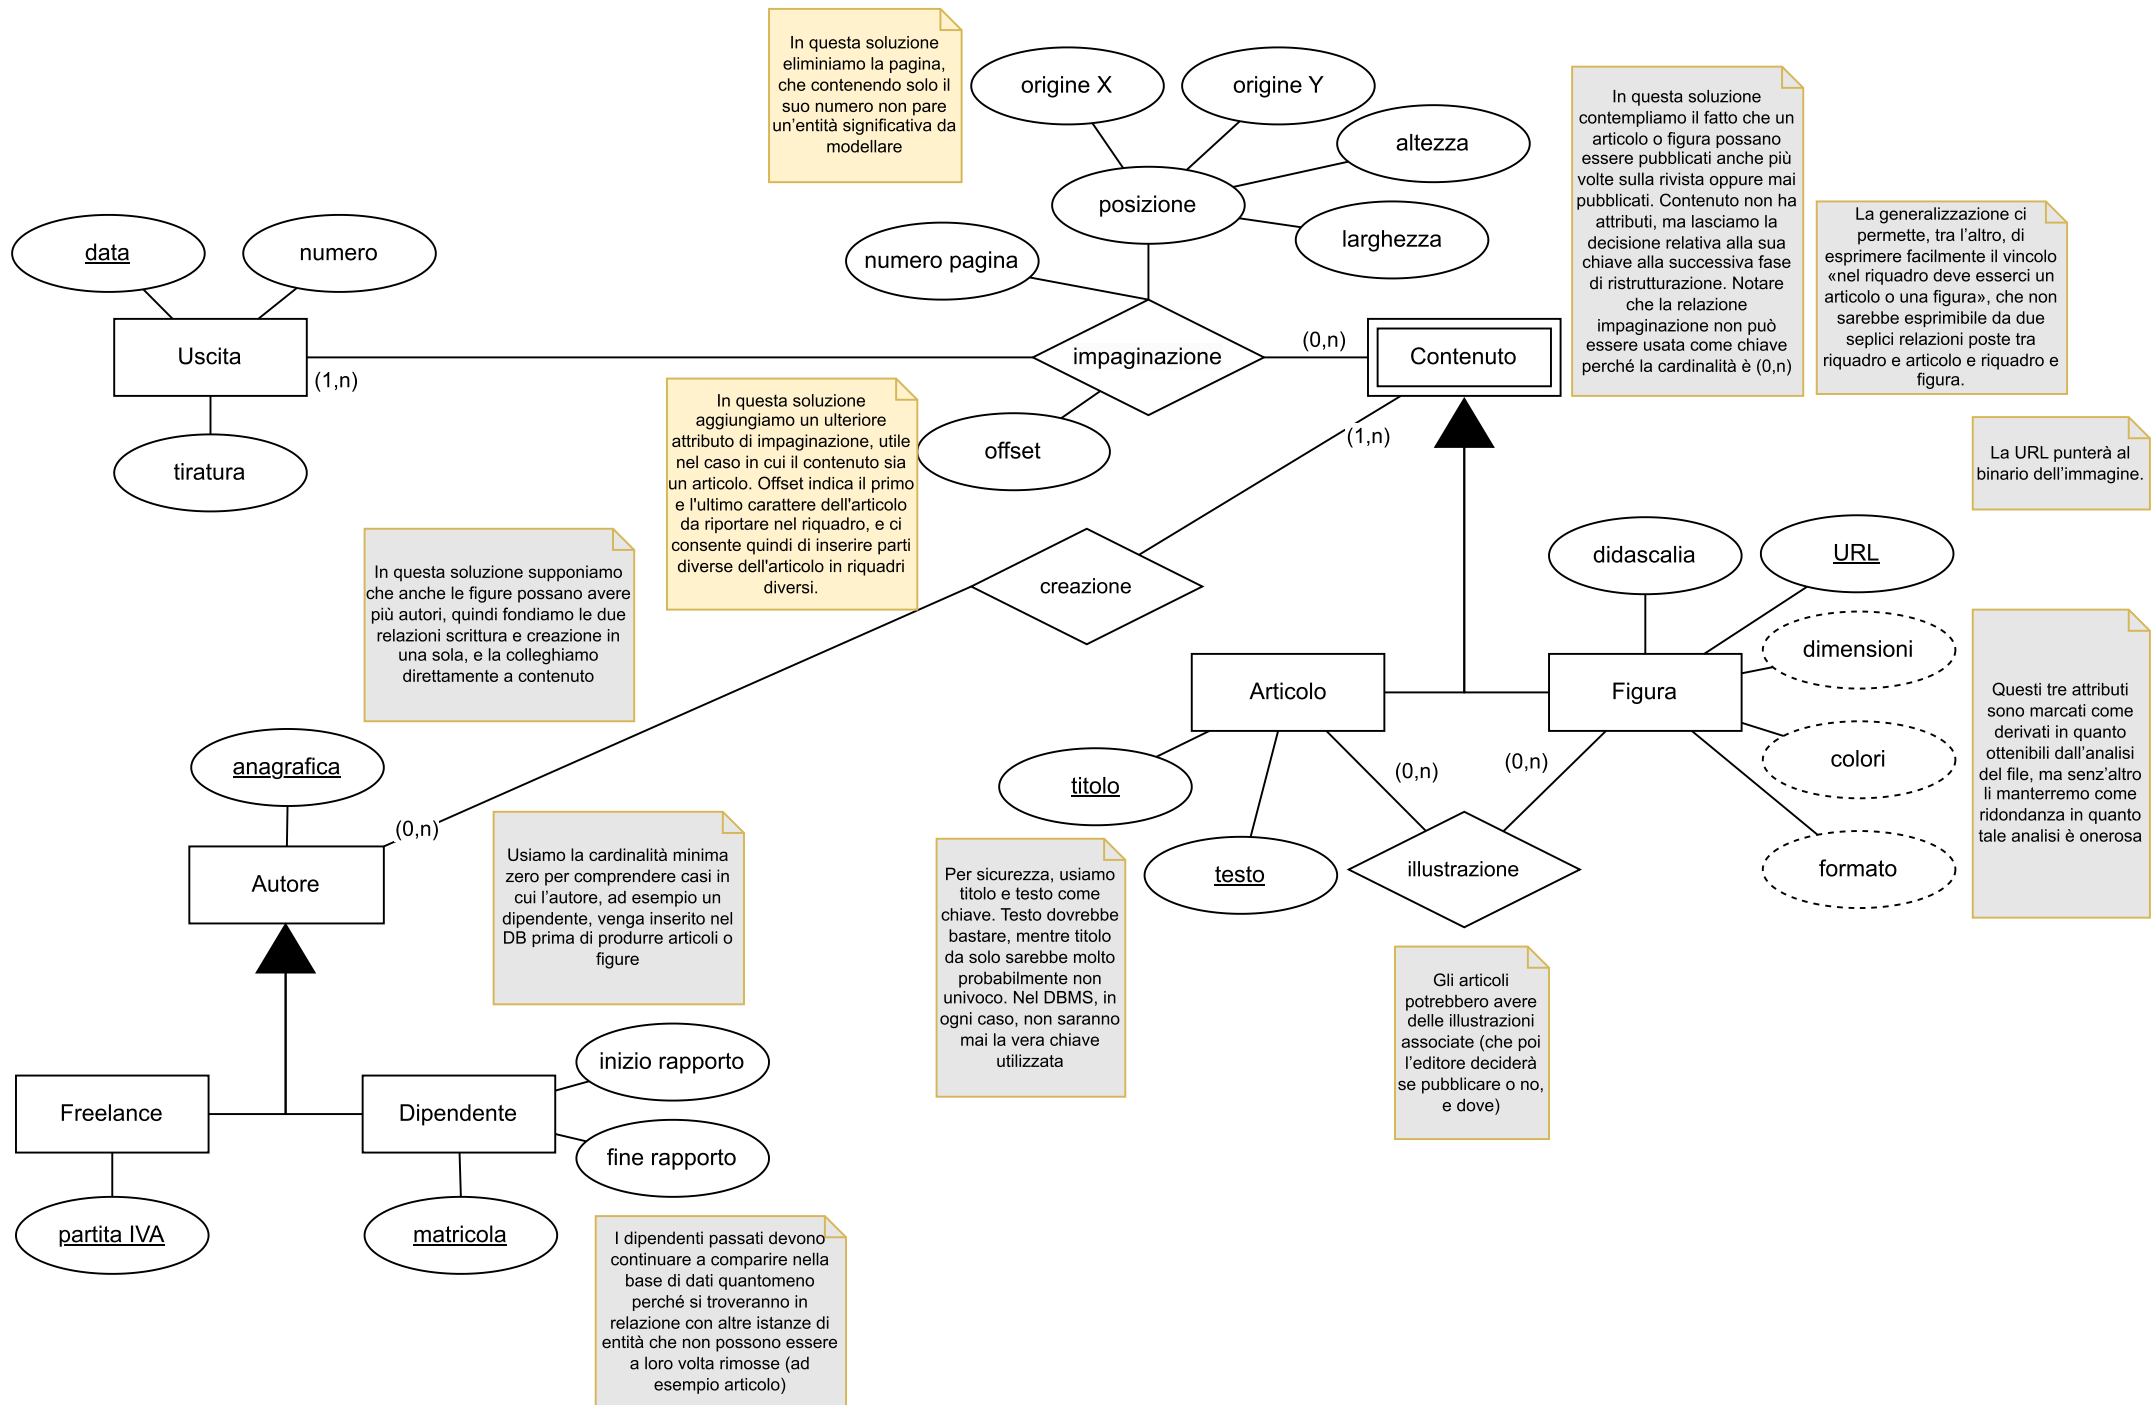 In questa soluzione
eliminiamo la pagina,
che contenendo solo il
suo numero non pare
un'entità significativa da
modellare
origine X
origine Y
altezza
posizione
larghezza
numero pagina
In questa soluzione
contempliamo il fatto che un
articolo o figura possano
essere pubblicati anche più
volte sulla rivista oppure mai
pubblicati. Contenuto non ha
attributi, ma lasciamo la
decisione relativa alla sua
chiave alla successiva fase
di ristrutturazione. Notare
che la relazione
impaginazione non può
essere usata come chiave
perché la cardinalità è (0,n)
La generalizzazione ci
permette, tra l'altro, di
esprimere facilmente il vincolo
«nel riquadro deve esserci un
articolo o una figura», che non
sarebbe esprimibile da due
seplici relazioni poste tra
riquadro e articolo e riquadro e
figura.
data
numero
Uscita
(1,n)
tiratura
impaginazione
(0,n)
Contenuto
(1,n)
offset
In questa soluzione
aggiungiamo un ulteriore
attributo di impaginazione, utile
nel caso in cui il contenuto sia
un articolo. Offset indica il primo
e l'ultimo carattere dell'articolo
da riportare nel riquadro, e ci
consente quindi di inserire parti
diverse dell'articolo in riquadri
diversi.
La URL punterà al
binario dell'immagine.
In questa soluzione supponiamo
che anche le figure possano avere
più autori, quindi fondiamo le due
relazioni scrittura e creazione in
una sola, e la colleghiamo
direttamente a contenuto
creazione
didascalia
URL
dimensioni
colori
formato
Articolo
Figura
Questi tre attributi
sono marcati come
derivati in quanto
ottenibili dall'analisi
del file, ma senz'altro
li manterremo come
ridondanza in quanto
tale analisi è onerosa
titolo
testo
(0,n)
(0,n)
illustrazione
anagrafica
(0,n)
Autore
Usiamo la cardinalità minima
zero per comprendere casi in
cui l'autore, ad esempio un
dipendente, venga inserito nel
DB prima di produrre articoli o
figure
Per sicurezza, usiamo
titolo e testo come
chiave. Testo dovrebbe
bastare, mentre titolo
da solo sarebbe molto
probabilmente non
univoco. Nel DBMS, in
ogni caso, non saranno
mai la vera chiave
utilizzata
Gli articoli
potrebbero avere
delle illustrazioni
associate (che poi
l'editore deciderà
se pubblicare o no,
e dove)
Freelance
Dipendente
inizio rapporto
fine rapporto
partita IVA
matricola
I dipendenti passati devono
continuare a comparire nella
base di dati quantomeno
perché si troveranno in
relazione con altre istanze di
entità che non possono essere
a loro volta rimosse (ad
esempio articolo)